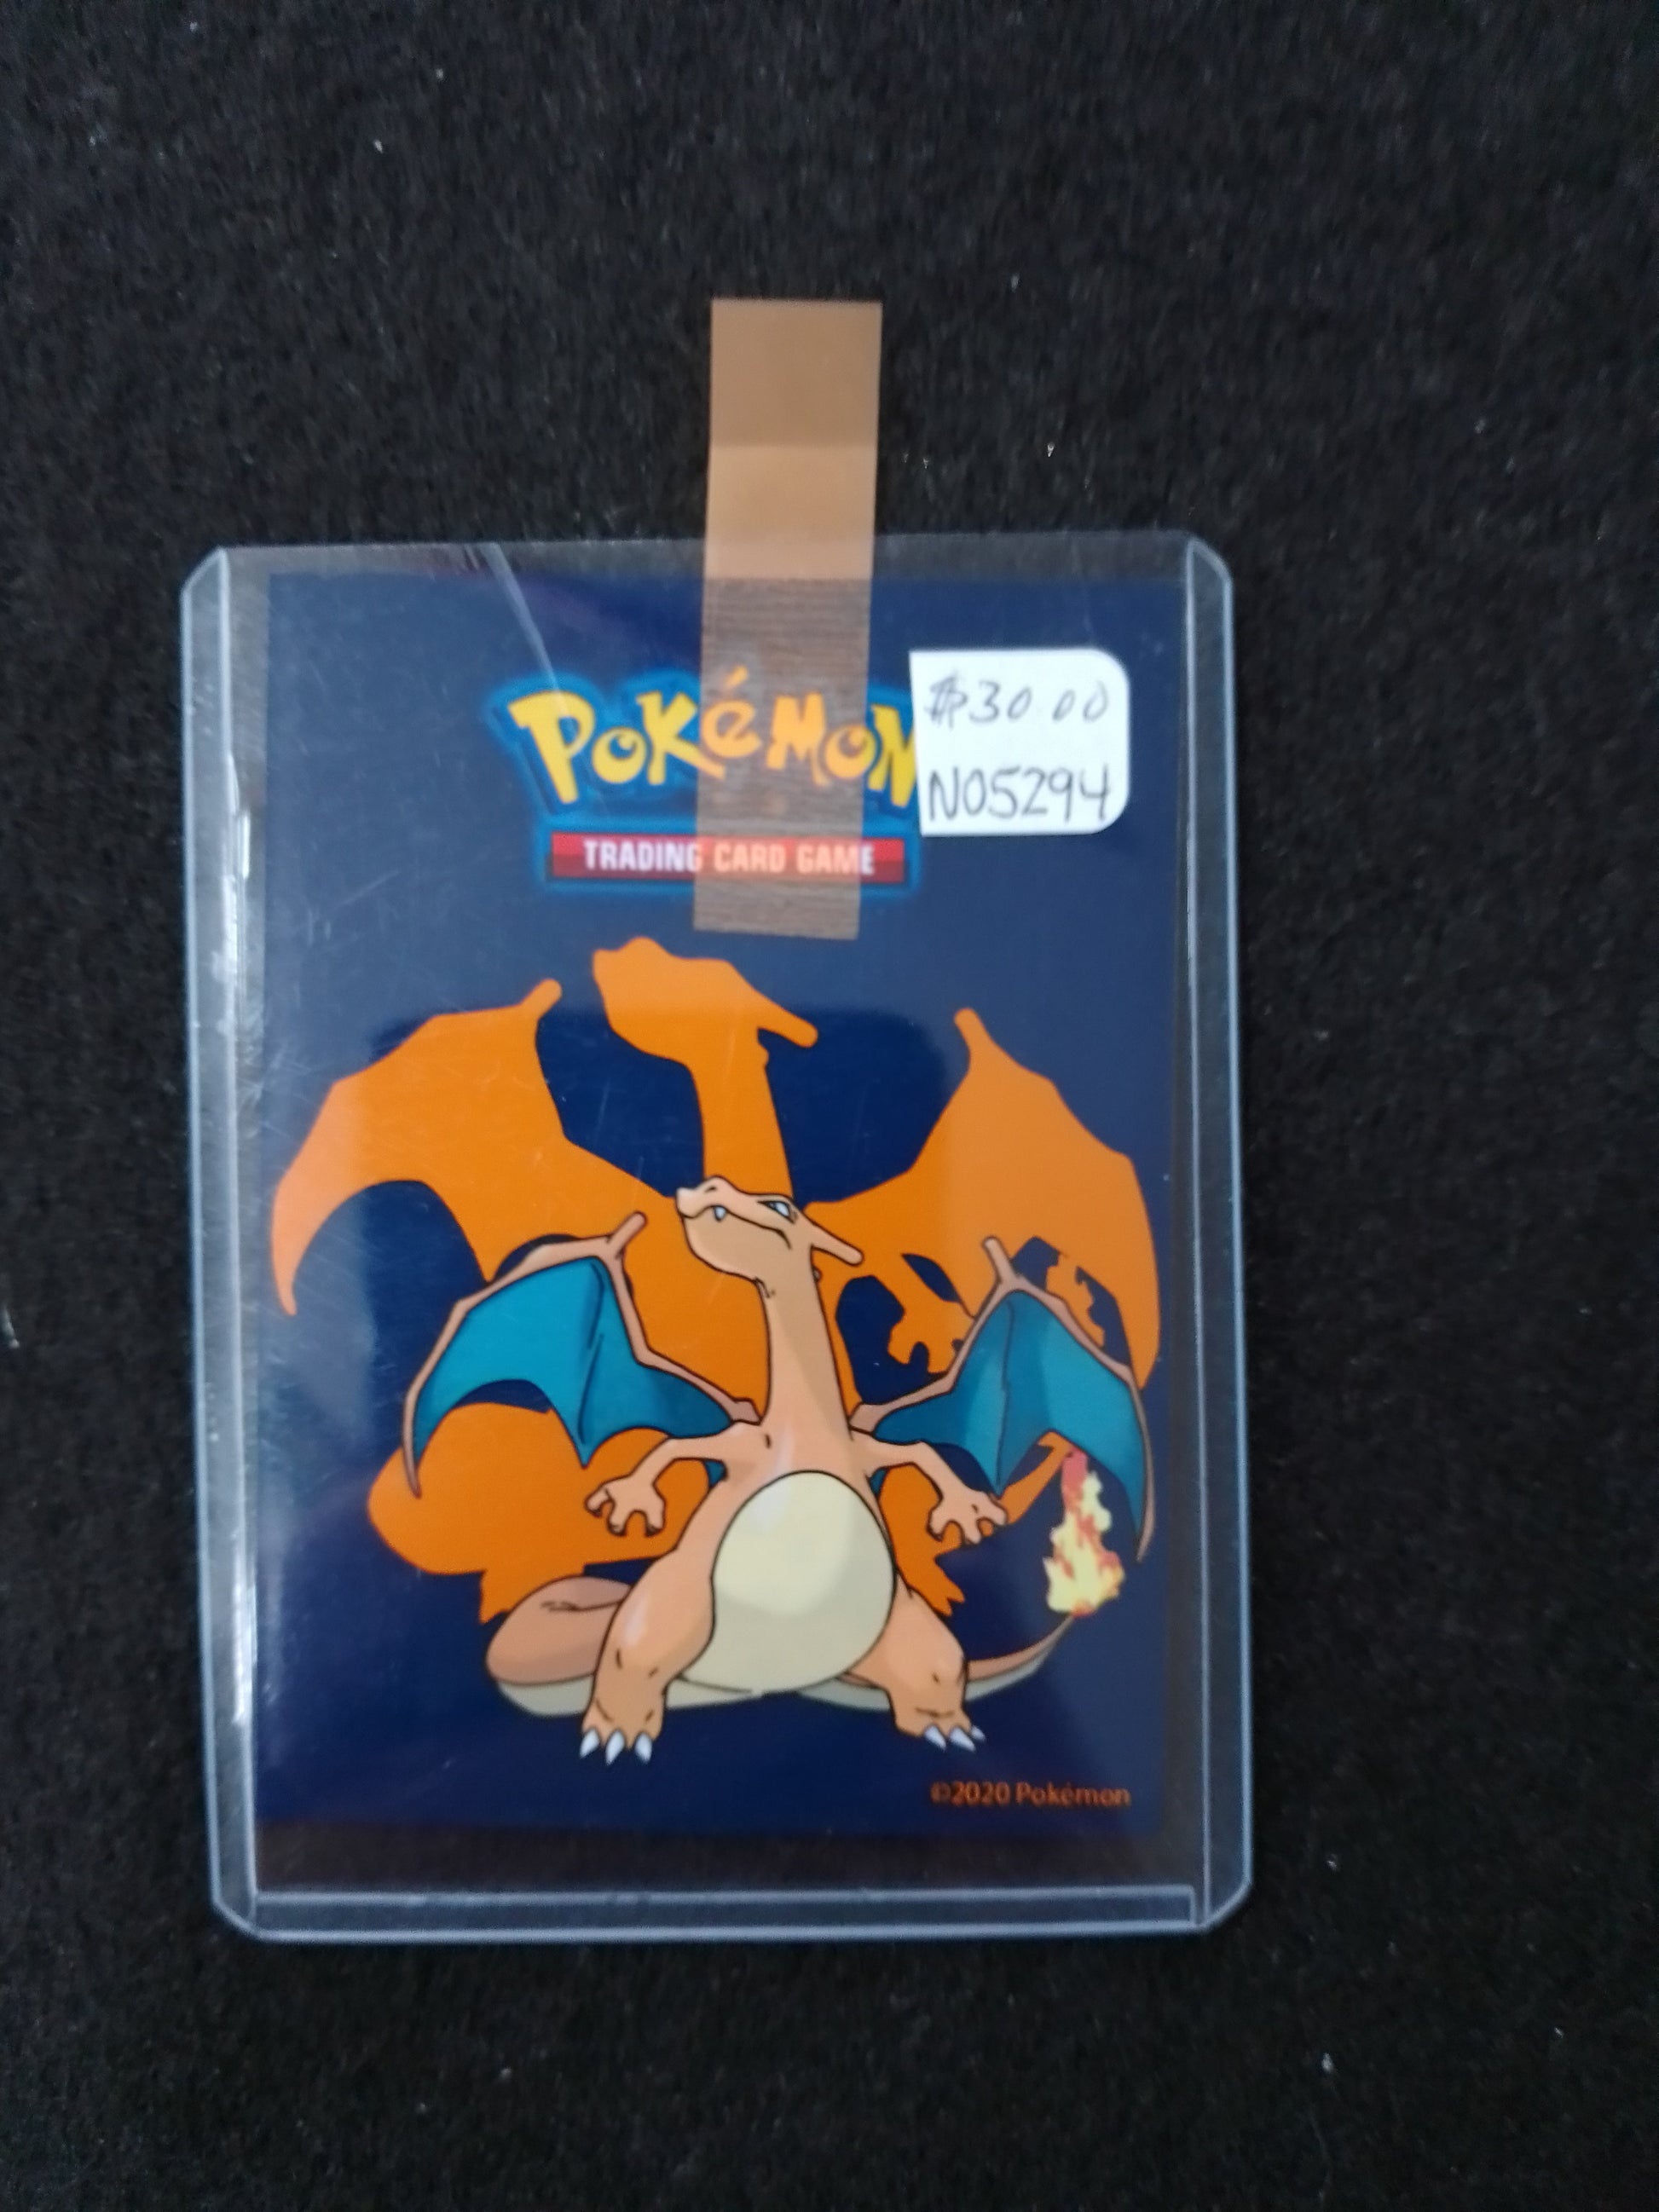 Pokémon
$30.00
N05294
TRADING CARD GAME
©2020 Pokémon